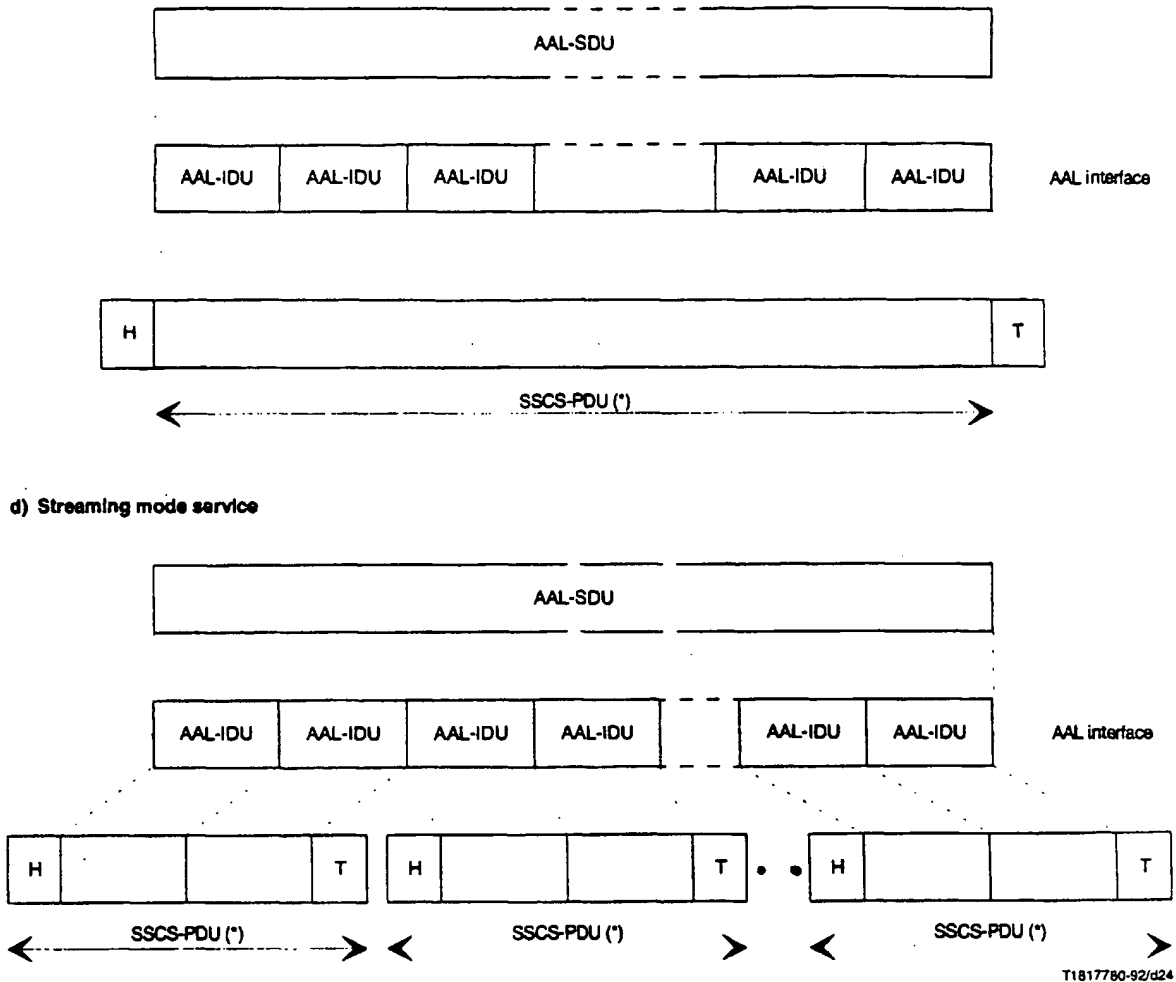 AAL-SDU
AAL-IDU AAL-IDU AAL-IDU AAL-IDU AAL-IDU AAL interface
H T
SSCS-PDU (*)
d) Streaming mode service
AAL-SDU
AAL-IDU AAL-IDU AAL-IDU AAL-IDU AAL-IDU AAL-IDU AAL interface
H T H T H T
SSCS-PDU (*) SSCS-PDU (*) SSCS-PDU (*)
T1817780-92/d24